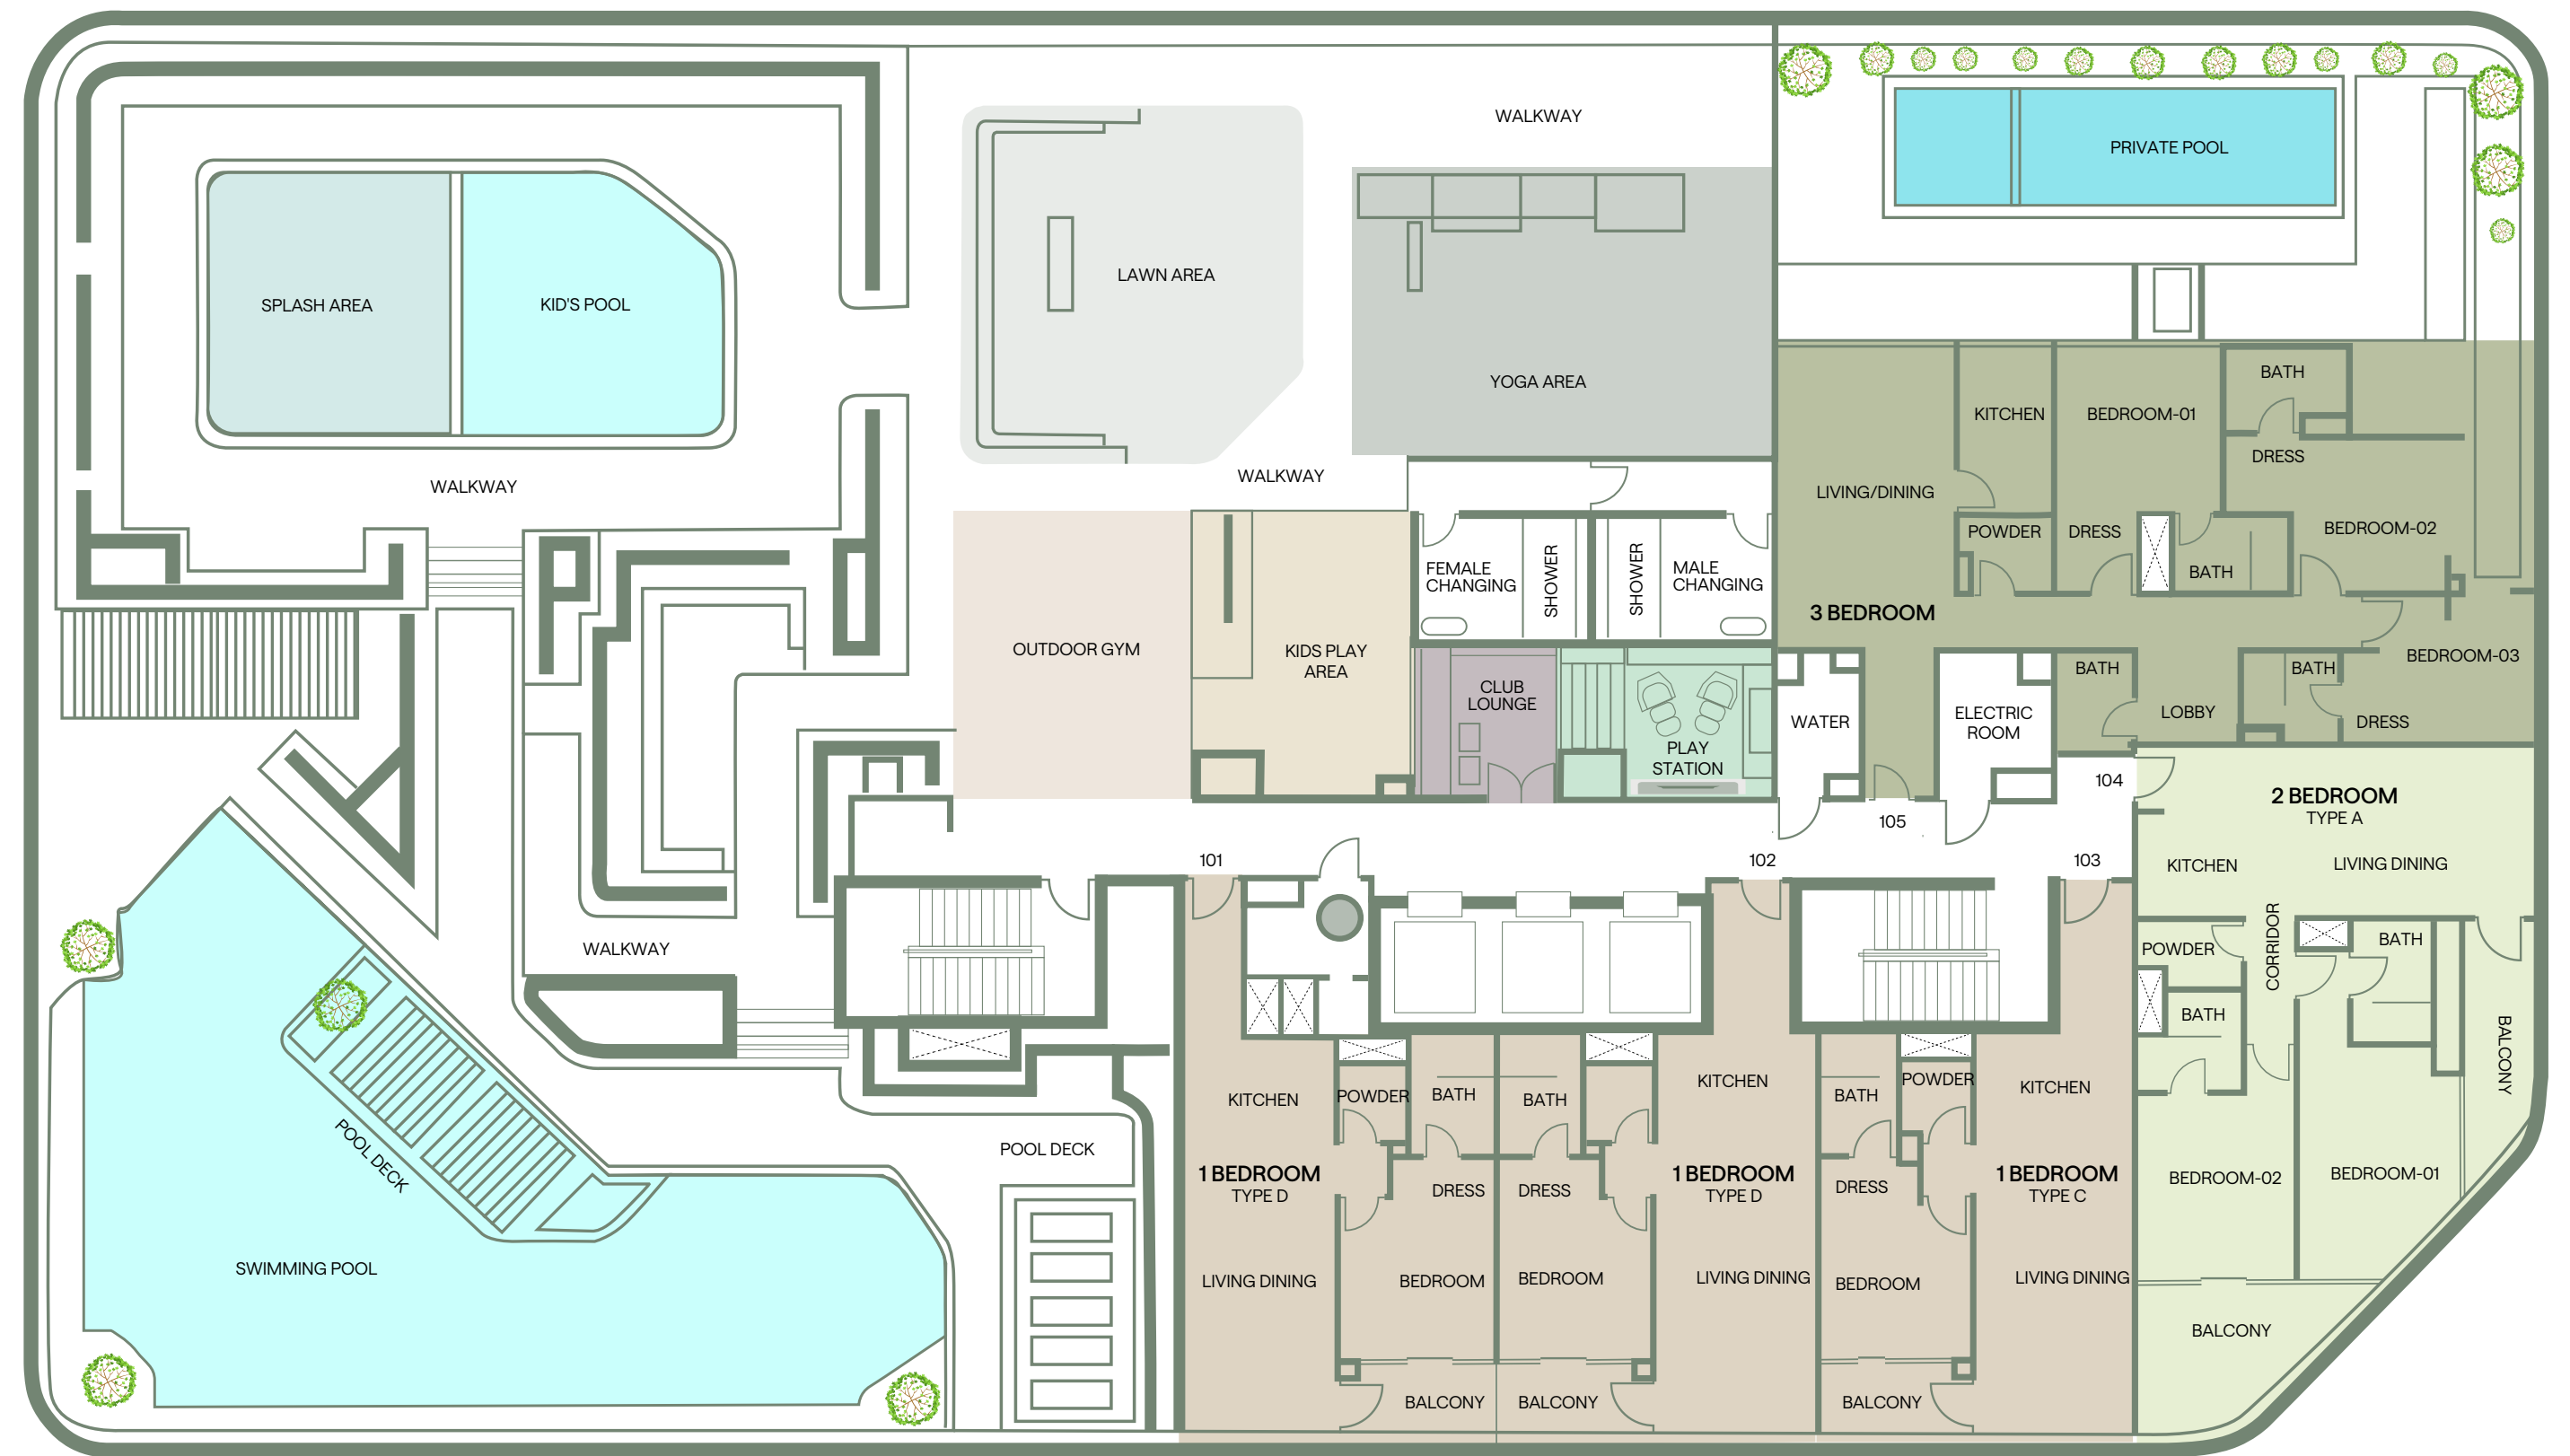 WALKWAY
PRIVATE POOL
LAWN AREA
SPLASH AREA
KID'S POOL
YOGA AREA
WALKWAY
WALKWAY
BATH
KITCHEN
BEDROOM-01
DRESS
LIVING/DINING
BEDROOM-02
POWDER
DRESS
BATH
3 BEDROOM
BEDROOM-03
BATH
BATH
LOBBY
DRESS
FEMALE
CHANGING
SHOWER
SHOWER
MALE
CHANGING
OUTDOOR GYM
KIDS PLAY
AREA
CLUB
LOUNGE
PLAY
STATION
WATER
ELECTRIC
ROOM
104
105
101
102
103
2 BEDROOM
TYPE A
KITCHEN
LIVING DINING
CORRIDOR
POWDER
BATH
BATH
BALCONY
BEDROOM-02
BEDROOM-01
BALCONY
WALKWAY
POOL DECK
POOL DECK
SWIMMING POOL
KITCHEN
POWDER
BATH
1 BEDROOM
TYPE D
DRESS
LIVING DINING
BEDROOM
BALCONY
BATH
KITCHEN
DRESS
1 BEDROOM
TYPE D
BEDROOM
LIVING DINING
BALCONY
BATH
POWDER
KITCHEN
DRESS
1 BEDROOM
TYPE C
BEDROOM
LIVING DINING
BALCONY